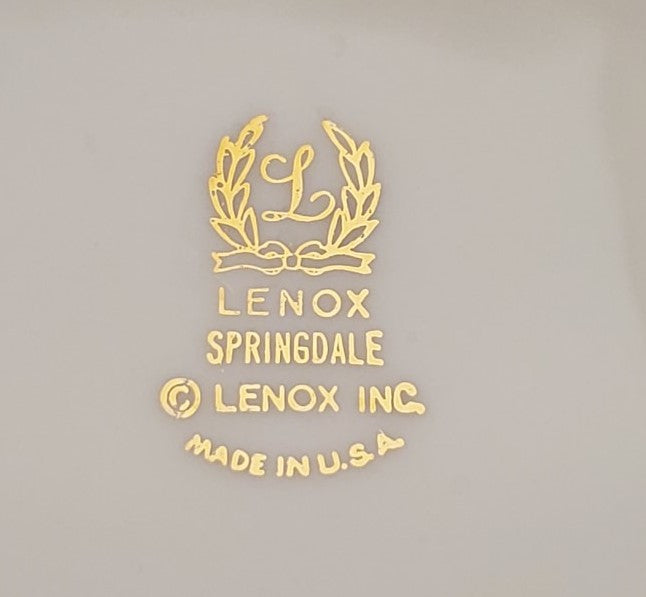 L
LENOX
SPRINGDALE
© LENOX INC.
MADE IN U.S.A.